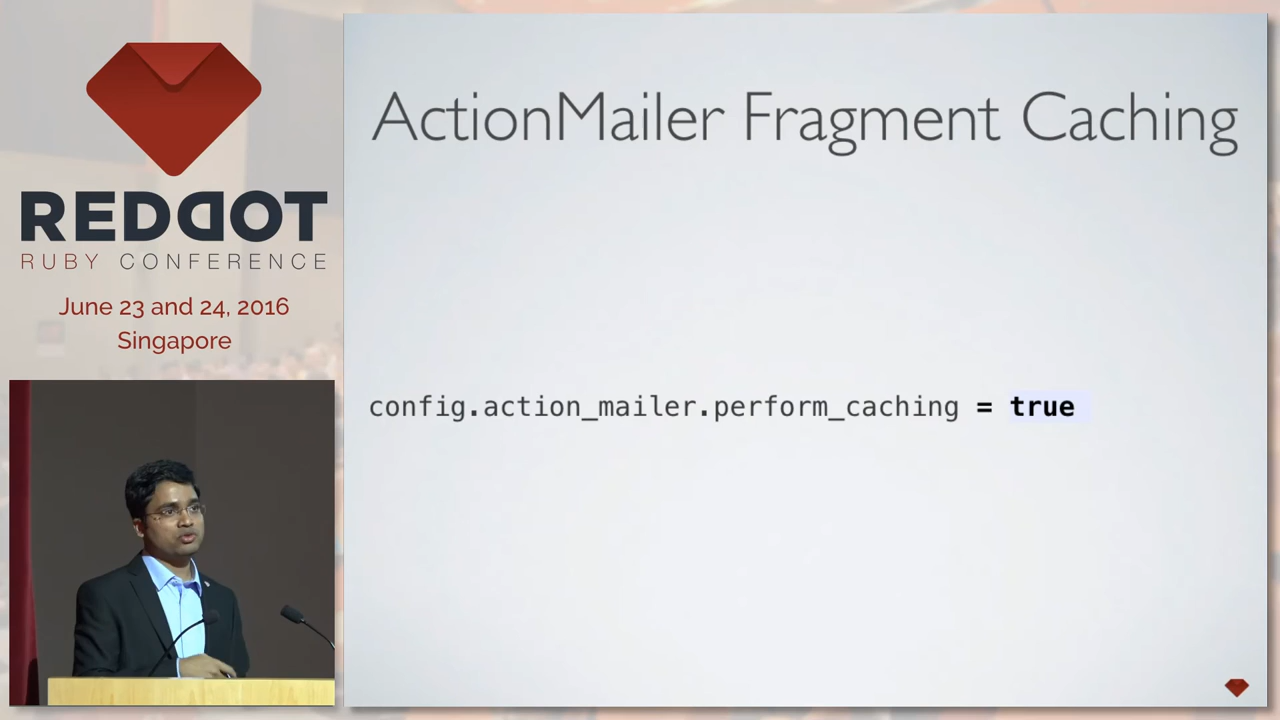 REDDOT
RUBY CONFERENCE
June 23 and 24, 2016
Singapore
ActionMailer Fragment Caching
config.action_mailer.perform_caching = true